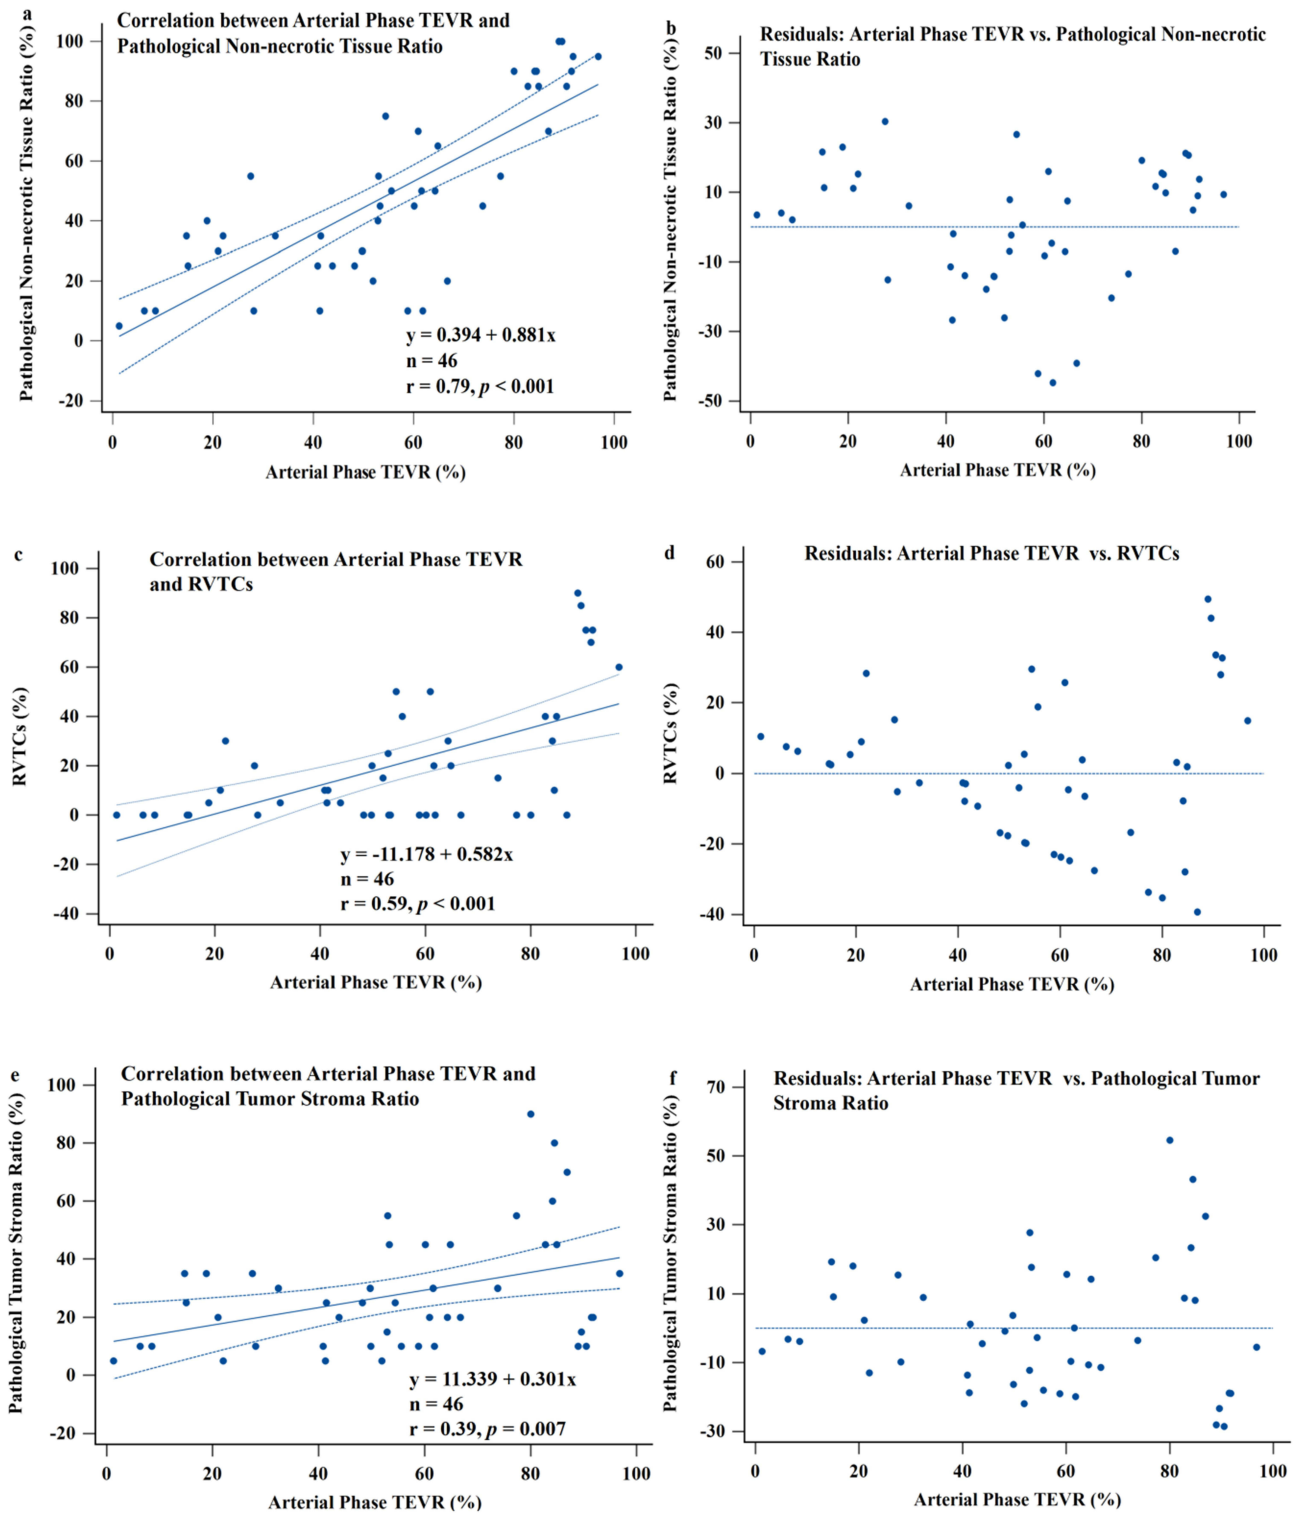 a
Correlation between Arterial Phase TEVR and
Pathological Non-necrotic Tissue Ratio
Pathological Non-necrotic Tissue Ratio (%)
100
80
60
40
20
0
-20
y = 0.394 + 0.881x
n = 46
r = 0.79, p < 0.001
0 20 40 60 80 100
Arterial Phase TEVR (%)
b
Residuals: Arterial Phase TEVR vs. Pathological Non-necrotic
Tissue Ratio
Pathological Non-necrotic Tissue Ratio (%)
50
30
10
-10
-30
-50
0 20 40 60 80 100
Arterial Phase TEVR (%)
c
Correlation between Arterial Phase TEVR
and RVTCs
RVTCs (%)
100
80
60
40
20
0
-20
-40
y = -11.178 + 0.582x
n = 46
r = 0.59, p < 0.001
0 20 40 60 80 100
Arterial Phase TEVR (%)
d
Residuals: Arterial Phase TEVR vs. RVTCs
RVTCs (%)
60
40
20
0
-20
-40
0 20 40 60 80 100
Arterial Phase TEVR (%)
e
Correlation between Arterial Phase TEVR and
Pathological Tumor Stroma Ratio
Pathological Tumor Stroma Ratio (%)
100
80
60
40
20
0
-20
y = 11.339 + 0.301x
n = 46
r = 0.39, p = 0.007
0 20 40 60 80 100
Arterial Phase TEVR (%)
f
Residuals: Arterial Phase TEVR vs. Pathological Tumor
Stroma Ratio
Pathological Tumor Stroma Ratio (%)
70
50
30
10
-10
-30
0 20 40 60 80 100
Arterial Phase TEVR (%)